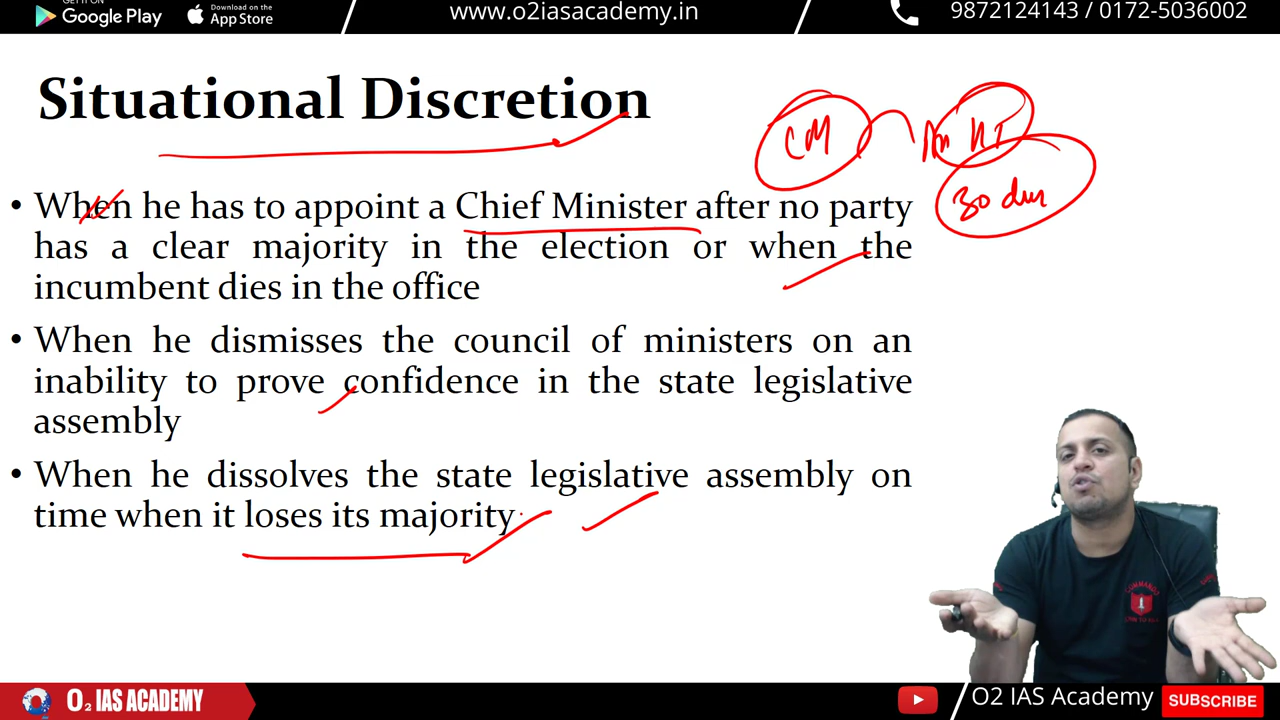 GET IT ON
Google Play
Download on the
App Store
www.o2iasacademy.in
9872124143 / 0172-5036002
Situational Discretion
CM
30 day
• When he has to appoint a Chief Minister after no party
has a clear majority in the election or when the
incumbent dies in the office
• When he dismisses the council of ministers on an
inability to prove confidence in the state legislative
assembly
• When he dissolves the state legislative assembly on
time when it loses its majority
COMMANDO
O2 IAS ACADEMY
O2 IAS Academy
SUBSCRIBE